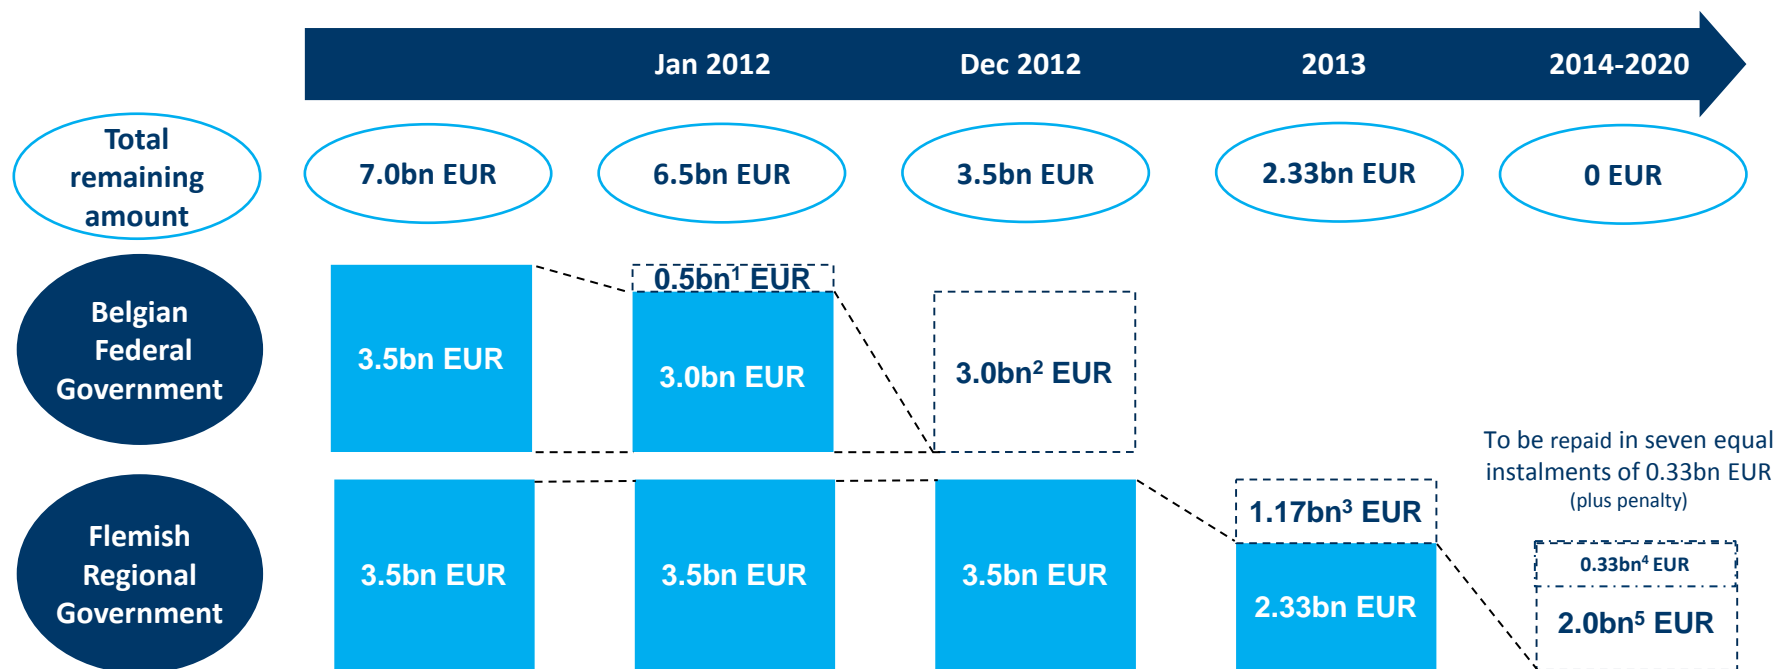 Jan 2012 Dec 2012 2013 2014-2020
Total
remaining
amount
7.0bn EUR 6.5bn EUR 3.5bn EUR 2.33bn EUR 0 EUR
Belgian
Federal
Government
3.5bn EUR
0.5bn¹ EUR
3.0bn EUR
3.0bn² EUR
To be repaid in seven equal
instalments of 0.33bn EUR
(plus penalty)
Flemish
Regional
Government
3.5bn EUR
3.5bn EUR
3.5bn EUR
1.17bn³ EUR
2.33bn EUR
0.33bn⁴ EUR
2.0bn⁵ EUR